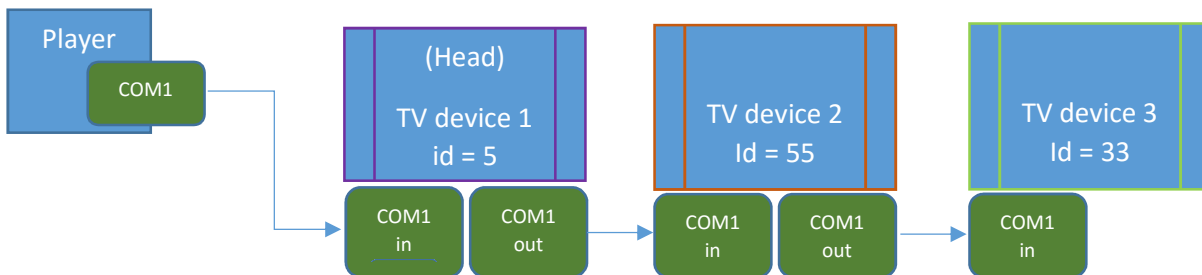 Player
COM1
(Head)
TV device 1
id = 5
COM1
in
COM1
out
TV device 2
Id = 55
COM1
in
COM1
out
TV device 3
Id = 33
COM1
in